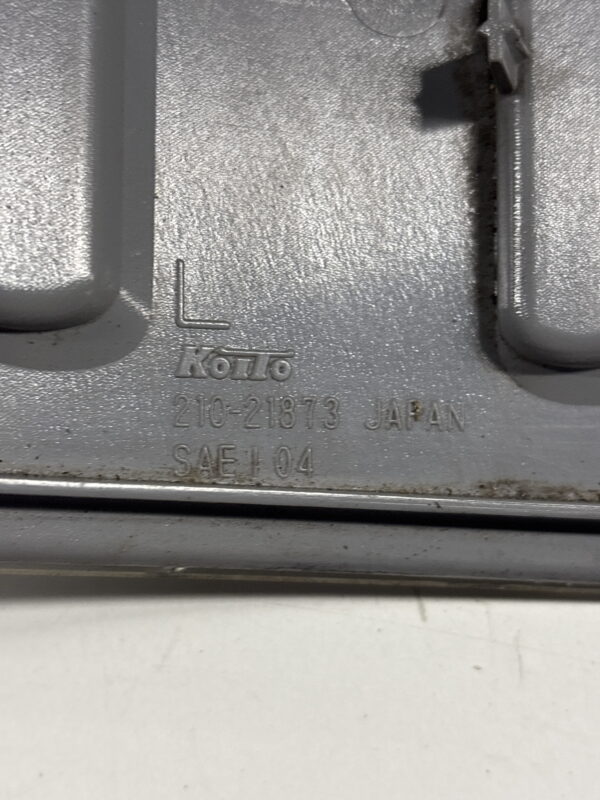 L
KOITO
210-21873 JAPAN
SAE I 04